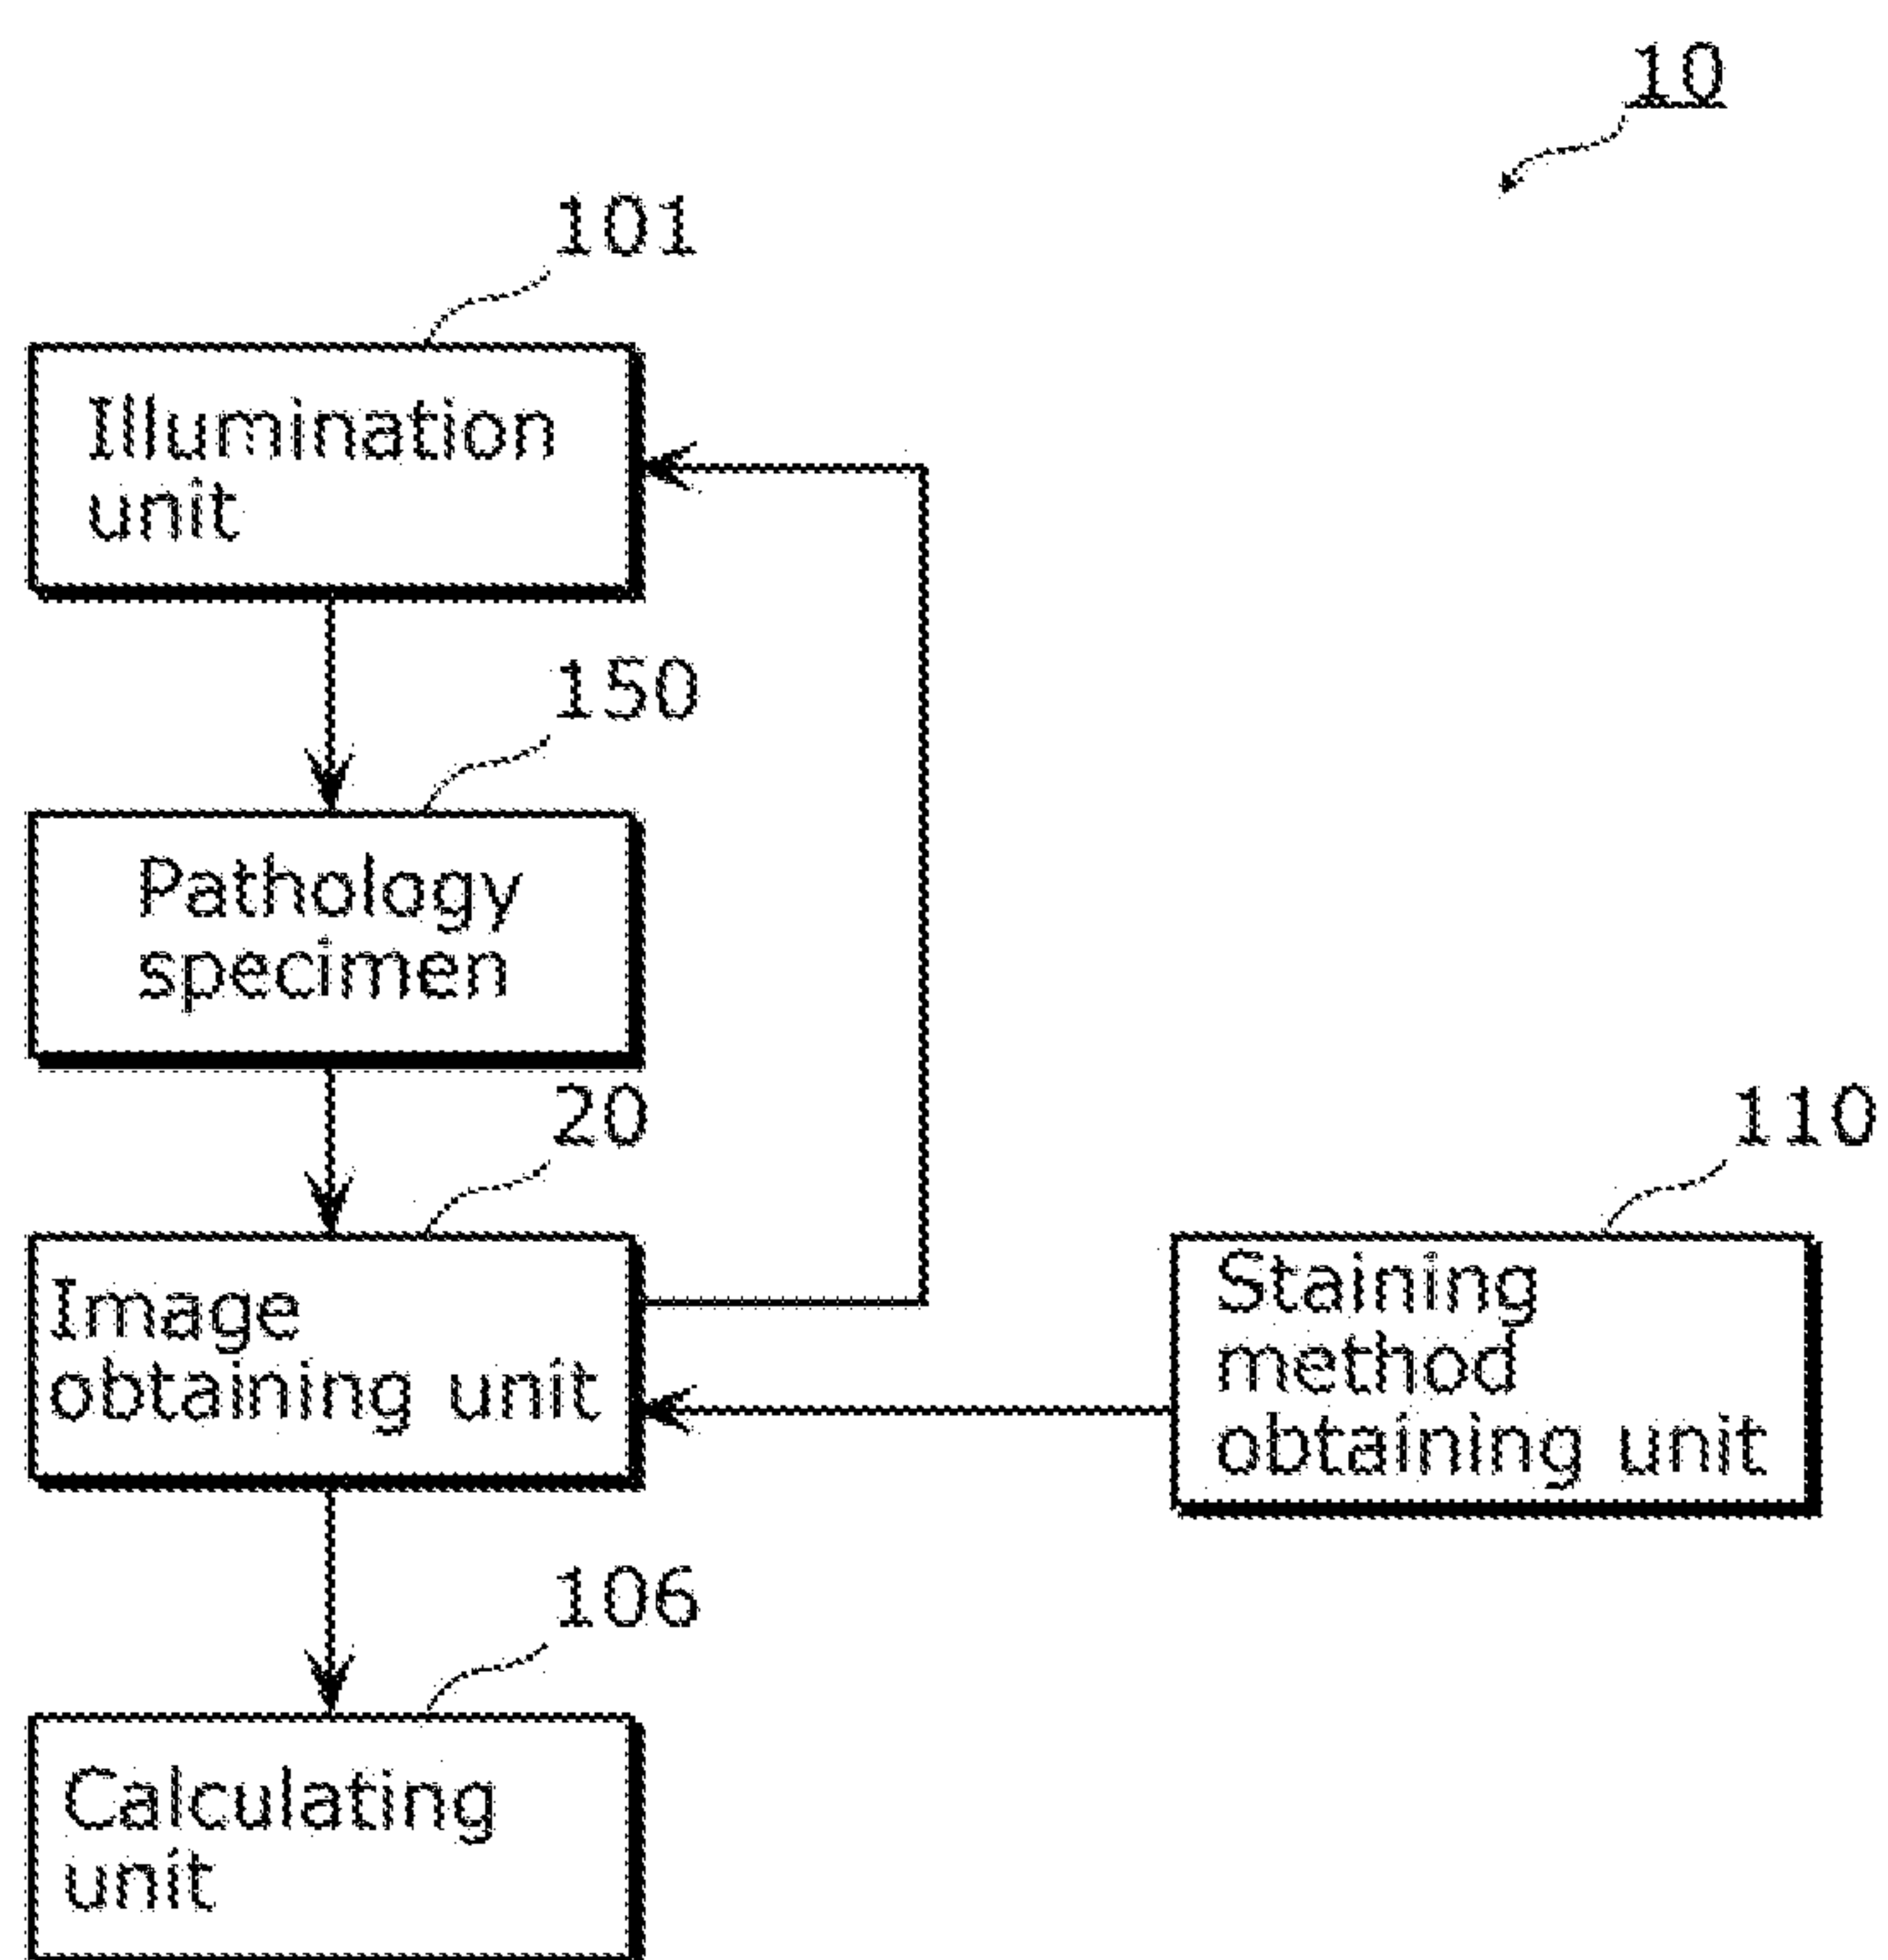 10
101
Illumination
unit
150
Pathology
specimen
20
Image
obtaining unit
110
Staining
method
obtaining unit
106
Calculating
unit